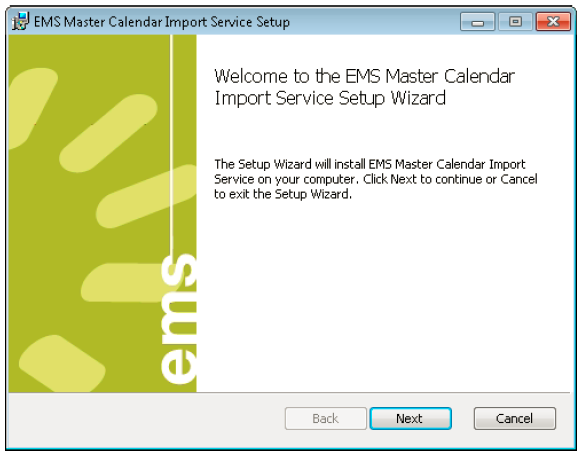 EMS Master Calendar Import Service Setup
Welcome to the EMS Master Calendar
Import Service Setup Wizard
The Setup Wizard will install EMS Master Calendar Import
Service on your computer. Click Next to continue or Cancel
to exit the Setup Wizard.
ems
Back Next Cancel